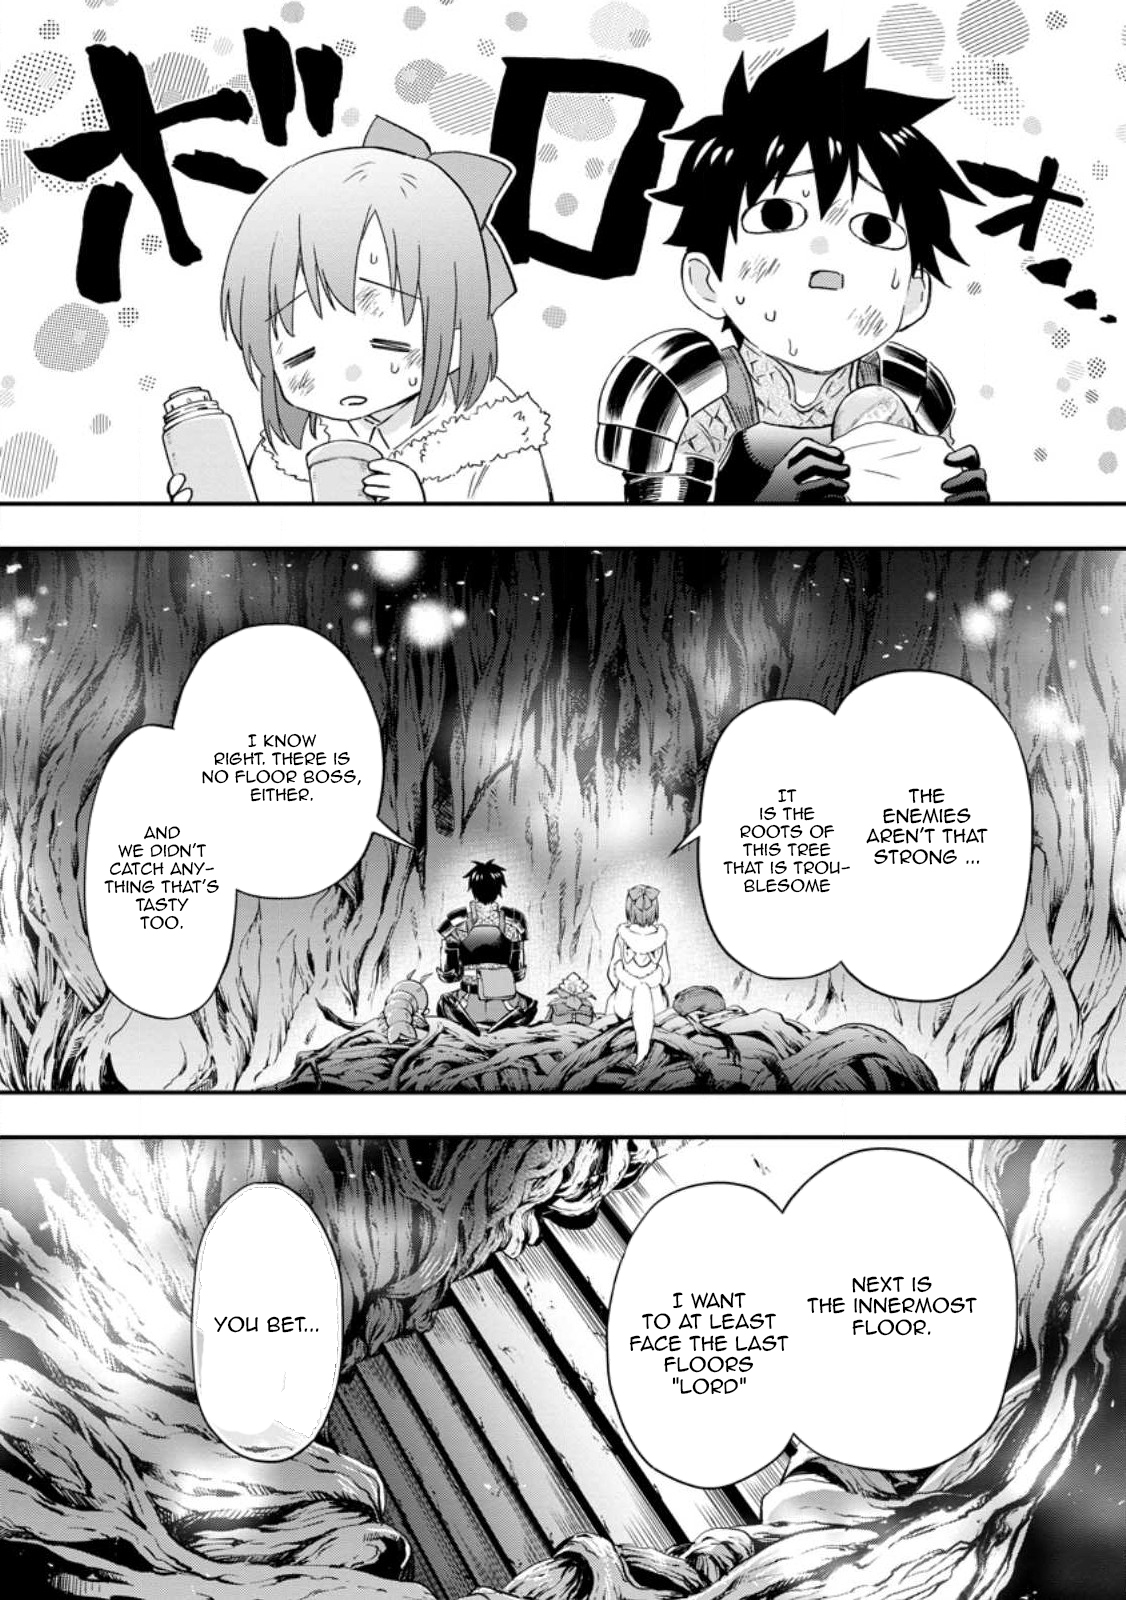 ボロォ…
THE
ENEMIES
AREN'T THAT
STRONG ...
IT
IS THE
ROOTS OF
THIS TREE
THAT IS TROU-
BLESOME
I KNOW
RIGHT. THERE IS
NO FLOOR BOSS,
EITHER.
AND
WE DIDN'T
CATCH ANY-
THING THAT'S
TASTY
TOO.
NEXT IS
THE INNERMOST
FLOOR.
I WANT
TO AT LEAST
FACE THE LAST
FLOORS
"LORD"
YOU BET...